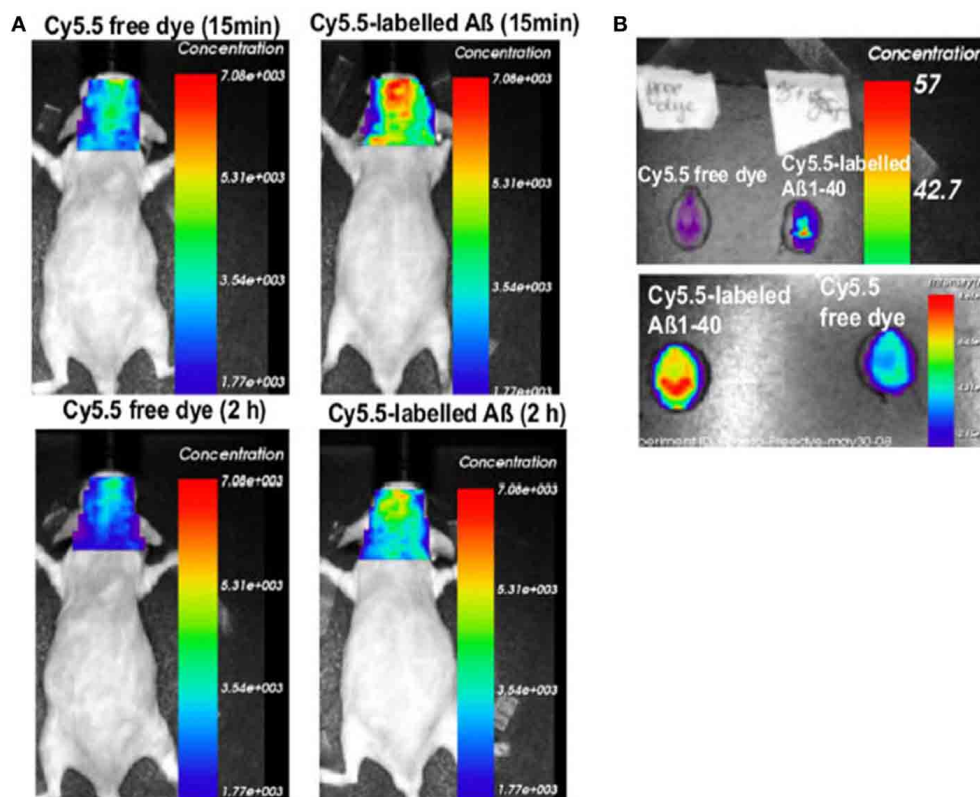 A
Cy5.5 free dye (15min)
Concentration
7.08e+003
5.31e+003
3.54e+003
1.77e+003
Cy5.5-labelled Aß (15min)
Concentration
7.08e+003
5.31e+003
3.54e+003
Cy5.5 free dye (2 h)
Concentration
7.08e+003
5.31e+003
3.54e+003
1.77e+003
Cy5.5-labelled Aß (2 h)
Concentration
7.08e+003
5.31e+003
3.54e+003
1.77e+003
B
Concentration
57
42.7
free
dye
Cy5.5 free dye
Cy5.5-labelled
Aß1-40
Cy5.5-labeled
Aß1-40
Cy5.5
free dye